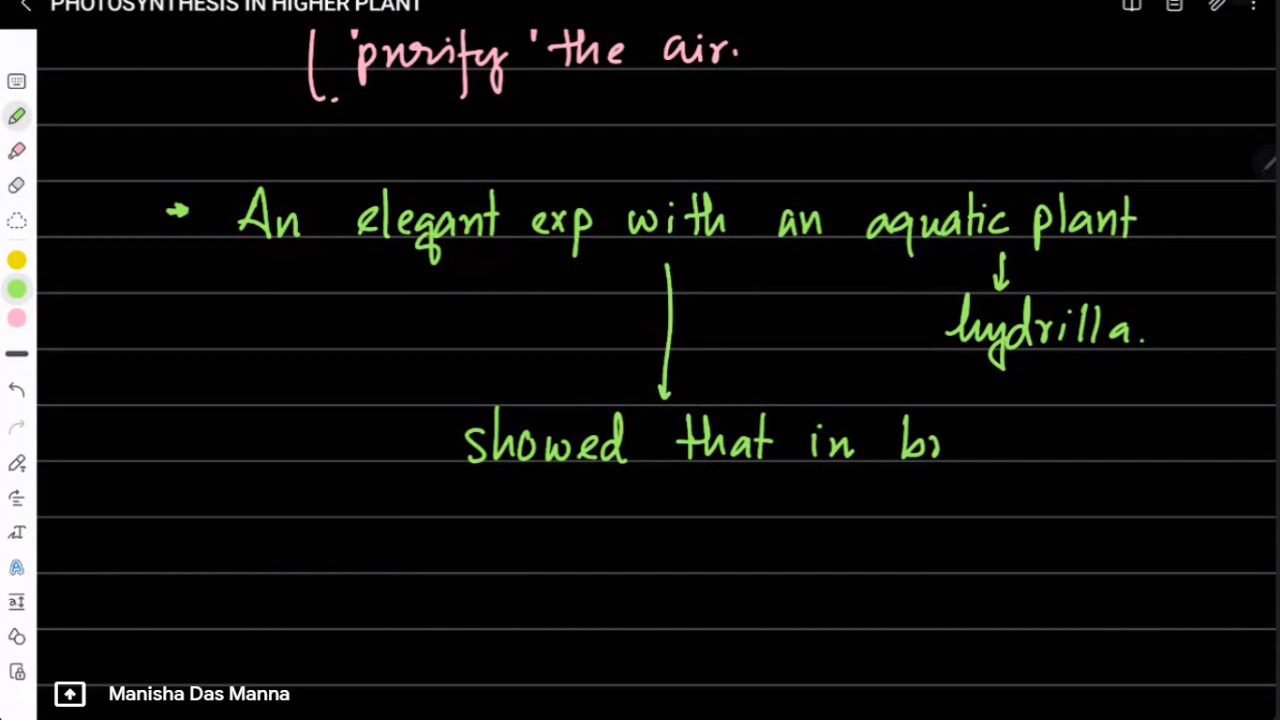 PHOTOSYNTHESIS IN HIGHER PLANT
'purify' the air.
→ An elegant exp with an aquatic plant
hydrilla.
showed that in br
Manisha Das Manna